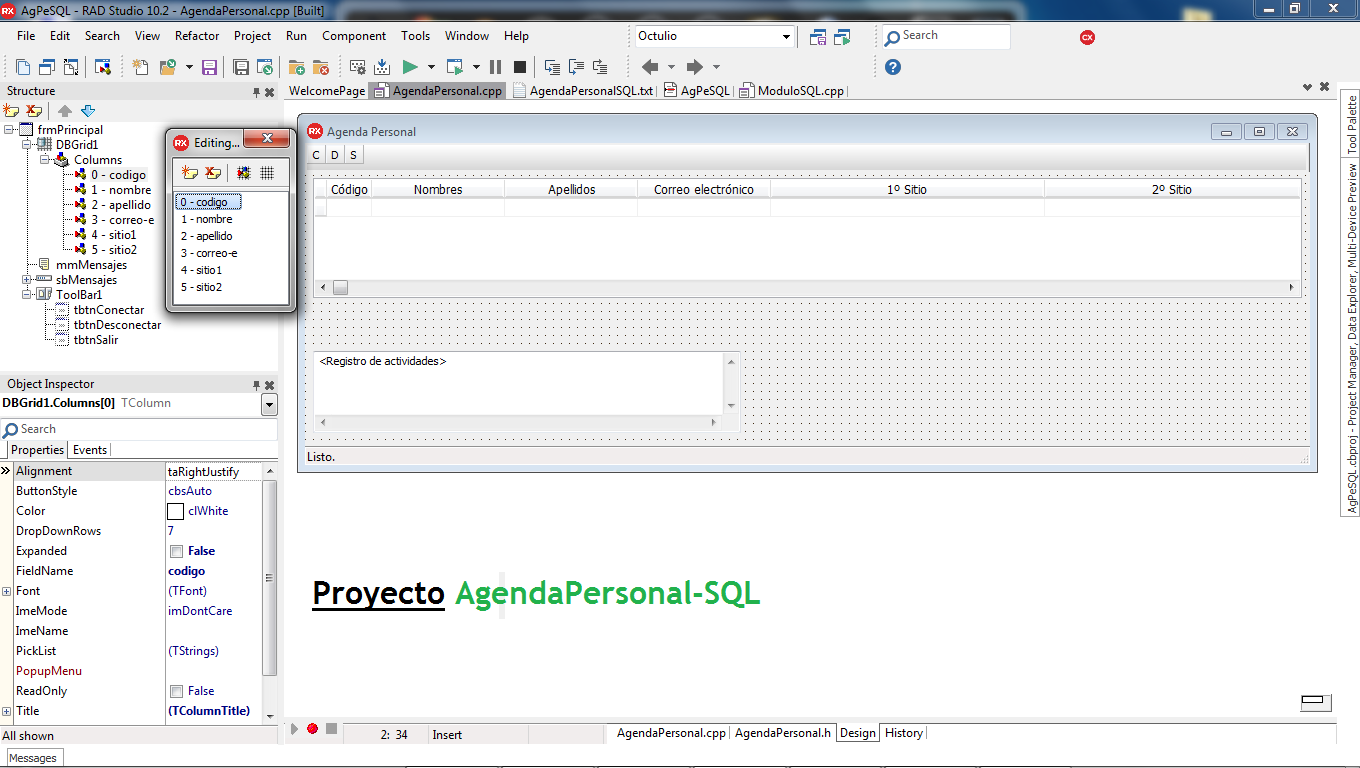 AgPeSQL - RAD Studio 10.2 - AgendaPersonal.cpp [Built]
File Edit Search View Refactor Project Run Component Tools Window Help
Octulio
Search
CX
Structure
WelcomePage AgendaPersonal.cpp AgendaPersonalSQL.txt AgPeSQL ModuloSQL.cpp
frmPrincipal
DBGrid1
Columns
0 - codigo
1 - nombre
2 - apellido
3 - correo-e
4 - sitio1
5 - sitio2
mmMensajes
sbMensajes
ToolBar1
tbtnConectar
tbtnDesconectar
tbtnSalir
RX Editing...
0 - codigo
1 - nombre
2 - apellido
3 - correo-e
4 - sitio1
5 - sitio2
RX Agenda Personal
C D S
Código Nombres Apellidos Correo electrónico 1º Sitio 2º Sitio
<Registro de actividades>
Listo.
Object Inspector
DBGrid1.Columns[0] TColumn
Search
Properties Events
Alignment taRightJustify
ButtonStyle cbsAuto
Color clWhite
DropDownRows 7
Expanded False
FieldName codigo
Font (TFont)
ImeMode imDontCare
ImeName
PickList (TStrings)
PopupMenu
ReadOnly False
Title (TColumnTitle)
All shown
Messages
Proyecto AgendaPersonal-SQL
2: 34 Insert
AgendaPersonal.cpp AgendaPersonal.h Design History
Tool Palette
AgPeSQL.cbproj - Project Manager, Data Explorer, Multi-Device Preview